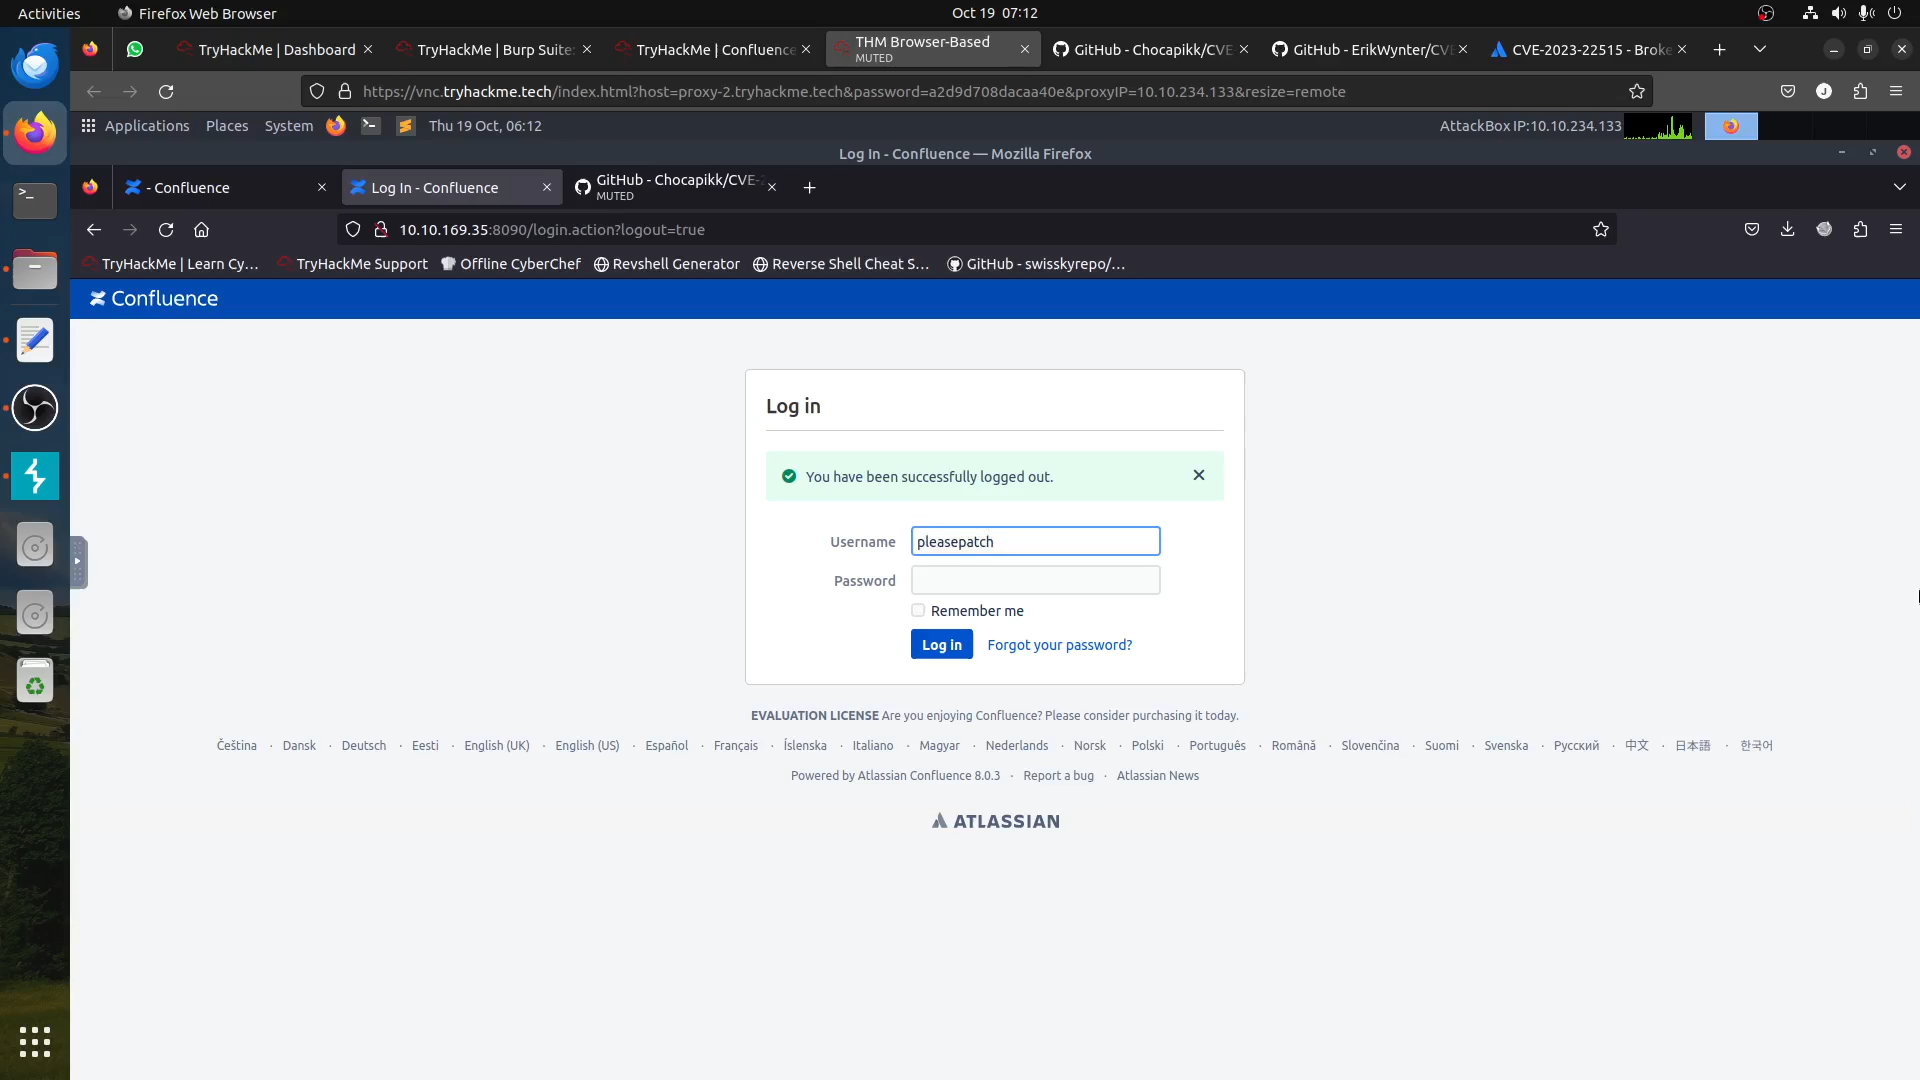 Activities
Firefox Web Browser
Oct 19 07:12
TryHackMe | Dashboard
TryHackMe | Burp Suite:
TryHackMe | Confluence
THM Browser-Based
MUTED
GitHub - Chocapikk/CVE
GitHub - ErikWynter/CVE
CVE-2023-22515 - Broke
https://vnc.tryhackme.tech/index.html?host=proxy-2.tryhackme.tech&password=a2d9d708dacaa40e&proxyIP=10.10.234.133&resize=remote
Applications
Places
System
Thu 19 Oct, 06:12
AttackBox IP:10.10.234.133
Log In - Confluence — Mozilla Firefox
- Confluence
Log In - Confluence
GitHub - Chocapikk/CVE-2
MUTED
10.10.169.35:8090/login.action?logout=true
TryHackMe | Learn Cy...
TryHackMe Support
Offline CyberChef
Revshell Generator
Reverse Shell Cheat S...
GitHub - swisskyrepo/...
Confluence
Log in
You have been successfully logged out.
Username
pleasepatch
Password
Remember me
Log in
Forgot your password?
EVALUATION LICENSE Are you enjoying Confluence? Please consider purchasing it today.
Čeština · Dansk · Deutsch · Eesti · English (UK) · English (US) · Español · Français · Íslenska · Italiano · Magyar · Nederlands · Norsk · Polski · Português · Română · Slovenčina · Suomi · Svenska · Русский · 中文 · 日本語 · 한국어
Powered by Atlassian Confluence 8.0.3 · Report a bug · Atlassian News
ATLASSIAN